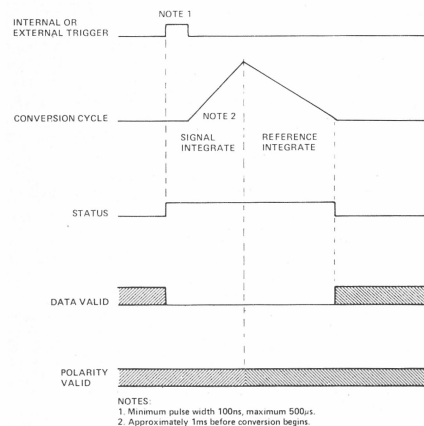 NOTE 1
INTERNAL OR
EXTERNAL TRIGGER
CONVERSION CYCLE
NOTE 2
SIGNAL
INTEGRATE
REFERENCE
INTEGRATE
STATUS
DATA VALID
POLARITY
VALID
NOTES:
1. Minimum pulse width 100ns, maximum 500µs.
2. Approximately 1ms before conversion begins.